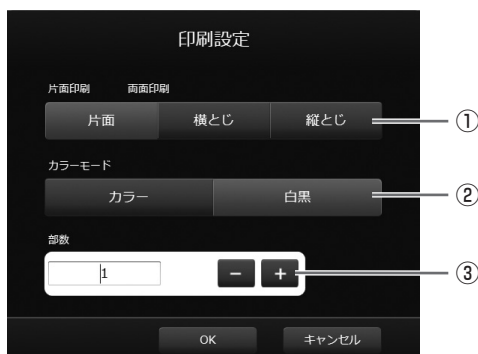 印刷設定
片面印刷 両面印刷
片面 横とじ 縦とじ ①
カラーモード
カラー 白黒 ②
部数
1 − + ③
OK キャンセル